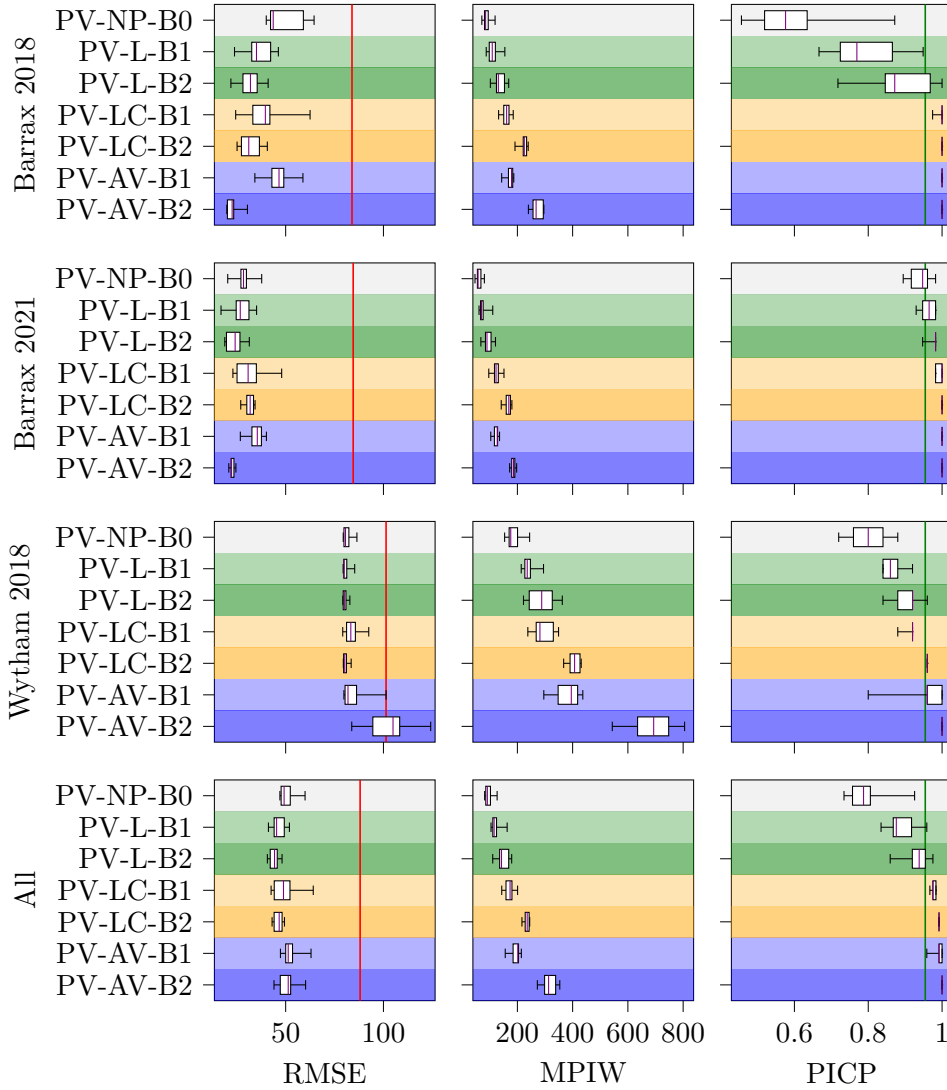 Barrax 2018
PV-NP-B0
PV-L-B1
PV-L-B2
PV-LC-B1
PV-LC-B2
PV-AV-B1
PV-AV-B2
Barrax 2021
PV-NP-B0
PV-L-B1
PV-L-B2
PV-LC-B1
PV-LC-B2
PV-AV-B1
PV-AV-B2
Wytham 2018
PV-NP-B0
PV-L-B1
PV-L-B2
PV-LC-B1
PV-LC-B2
PV-AV-B1
PV-AV-B2
All
PV-NP-B0
PV-L-B1
PV-L-B2
PV-LC-B1
PV-LC-B2
PV-AV-B1
PV-AV-B2
50 100 200 400 600 800 0.6 0.8 1
RMSE MPIW PICP